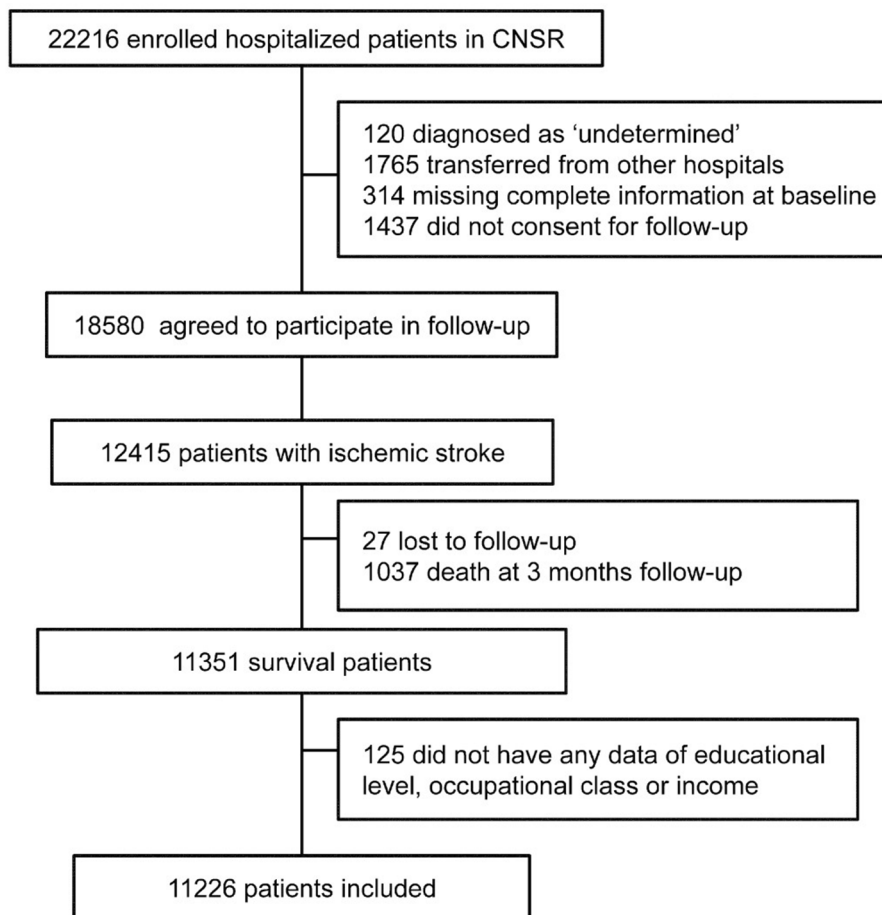 22216 enrolled hospitalized patients in CNSR
120 diagnosed as ‘undetermined’
1765 transferred from other hospitals
314 missing complete information at baseline
1437 did not consent for follow-up
18580 agreed to participate in follow-up
12415 patients with ischemic stroke
27 lost to follow-up
1037 death at 3 months follow-up
11351 survival patients
125 did not have any data of educational
level, occupational class or income
11226 patients included